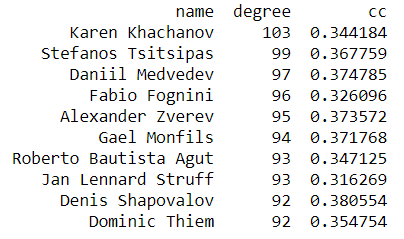 name degree cc
Karen Khachanov 103 0.344184
Stefanos Tsitsipas 99 0.367759
Daniil Medvedev 97 0.374785
Fabio Fognini 96 0.326096
Alexander Zverev 95 0.373572
Gael Monfils 94 0.371768
Roberto Bautista Agut 93 0.347125
Jan Lennard Struff 93 0.316269
Denis Shapovalov 92 0.380554
Dominic Thiem 92 0.354754